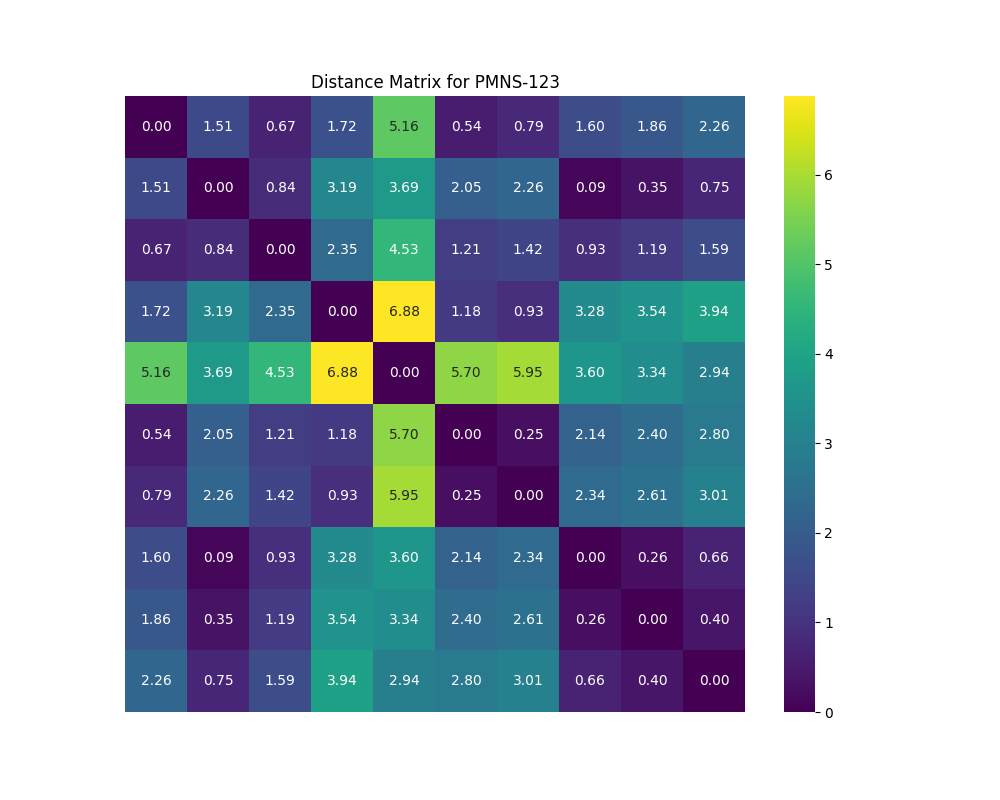 Distance Matrix for PMNS-123
0.00 1.51 0.67 1.72 5.16 0.54 0.79 1.60 1.86 2.26
1.51 0.00 0.84 3.19 3.69 2.05 2.26 0.09 0.35 0.75
0.67 0.84 0.00 2.35 4.53 1.21 1.42 0.93 1.19 1.59
1.72 3.19 2.35 0.00 6.88 1.18 0.93 3.28 3.54 3.94
5.16 3.69 4.53 6.88 0.00 5.70 5.95 3.60 3.34 2.94
0.54 2.05 1.21 1.18 5.70 0.00 0.25 2.14 2.40 2.80
0.79 2.26 1.42 0.93 5.95 0.25 0.00 2.34 2.61 3.01
1.60 0.09 0.93 3.28 3.60 2.14 2.34 0.00 0.26 0.66
1.86 0.35 1.19 3.54 3.34 2.40 2.61 0.26 0.00 0.40
2.26 0.75 1.59 3.94 2.94 2.80 3.01 0.66 0.40 0.00
6
5
4
3
2
1
0